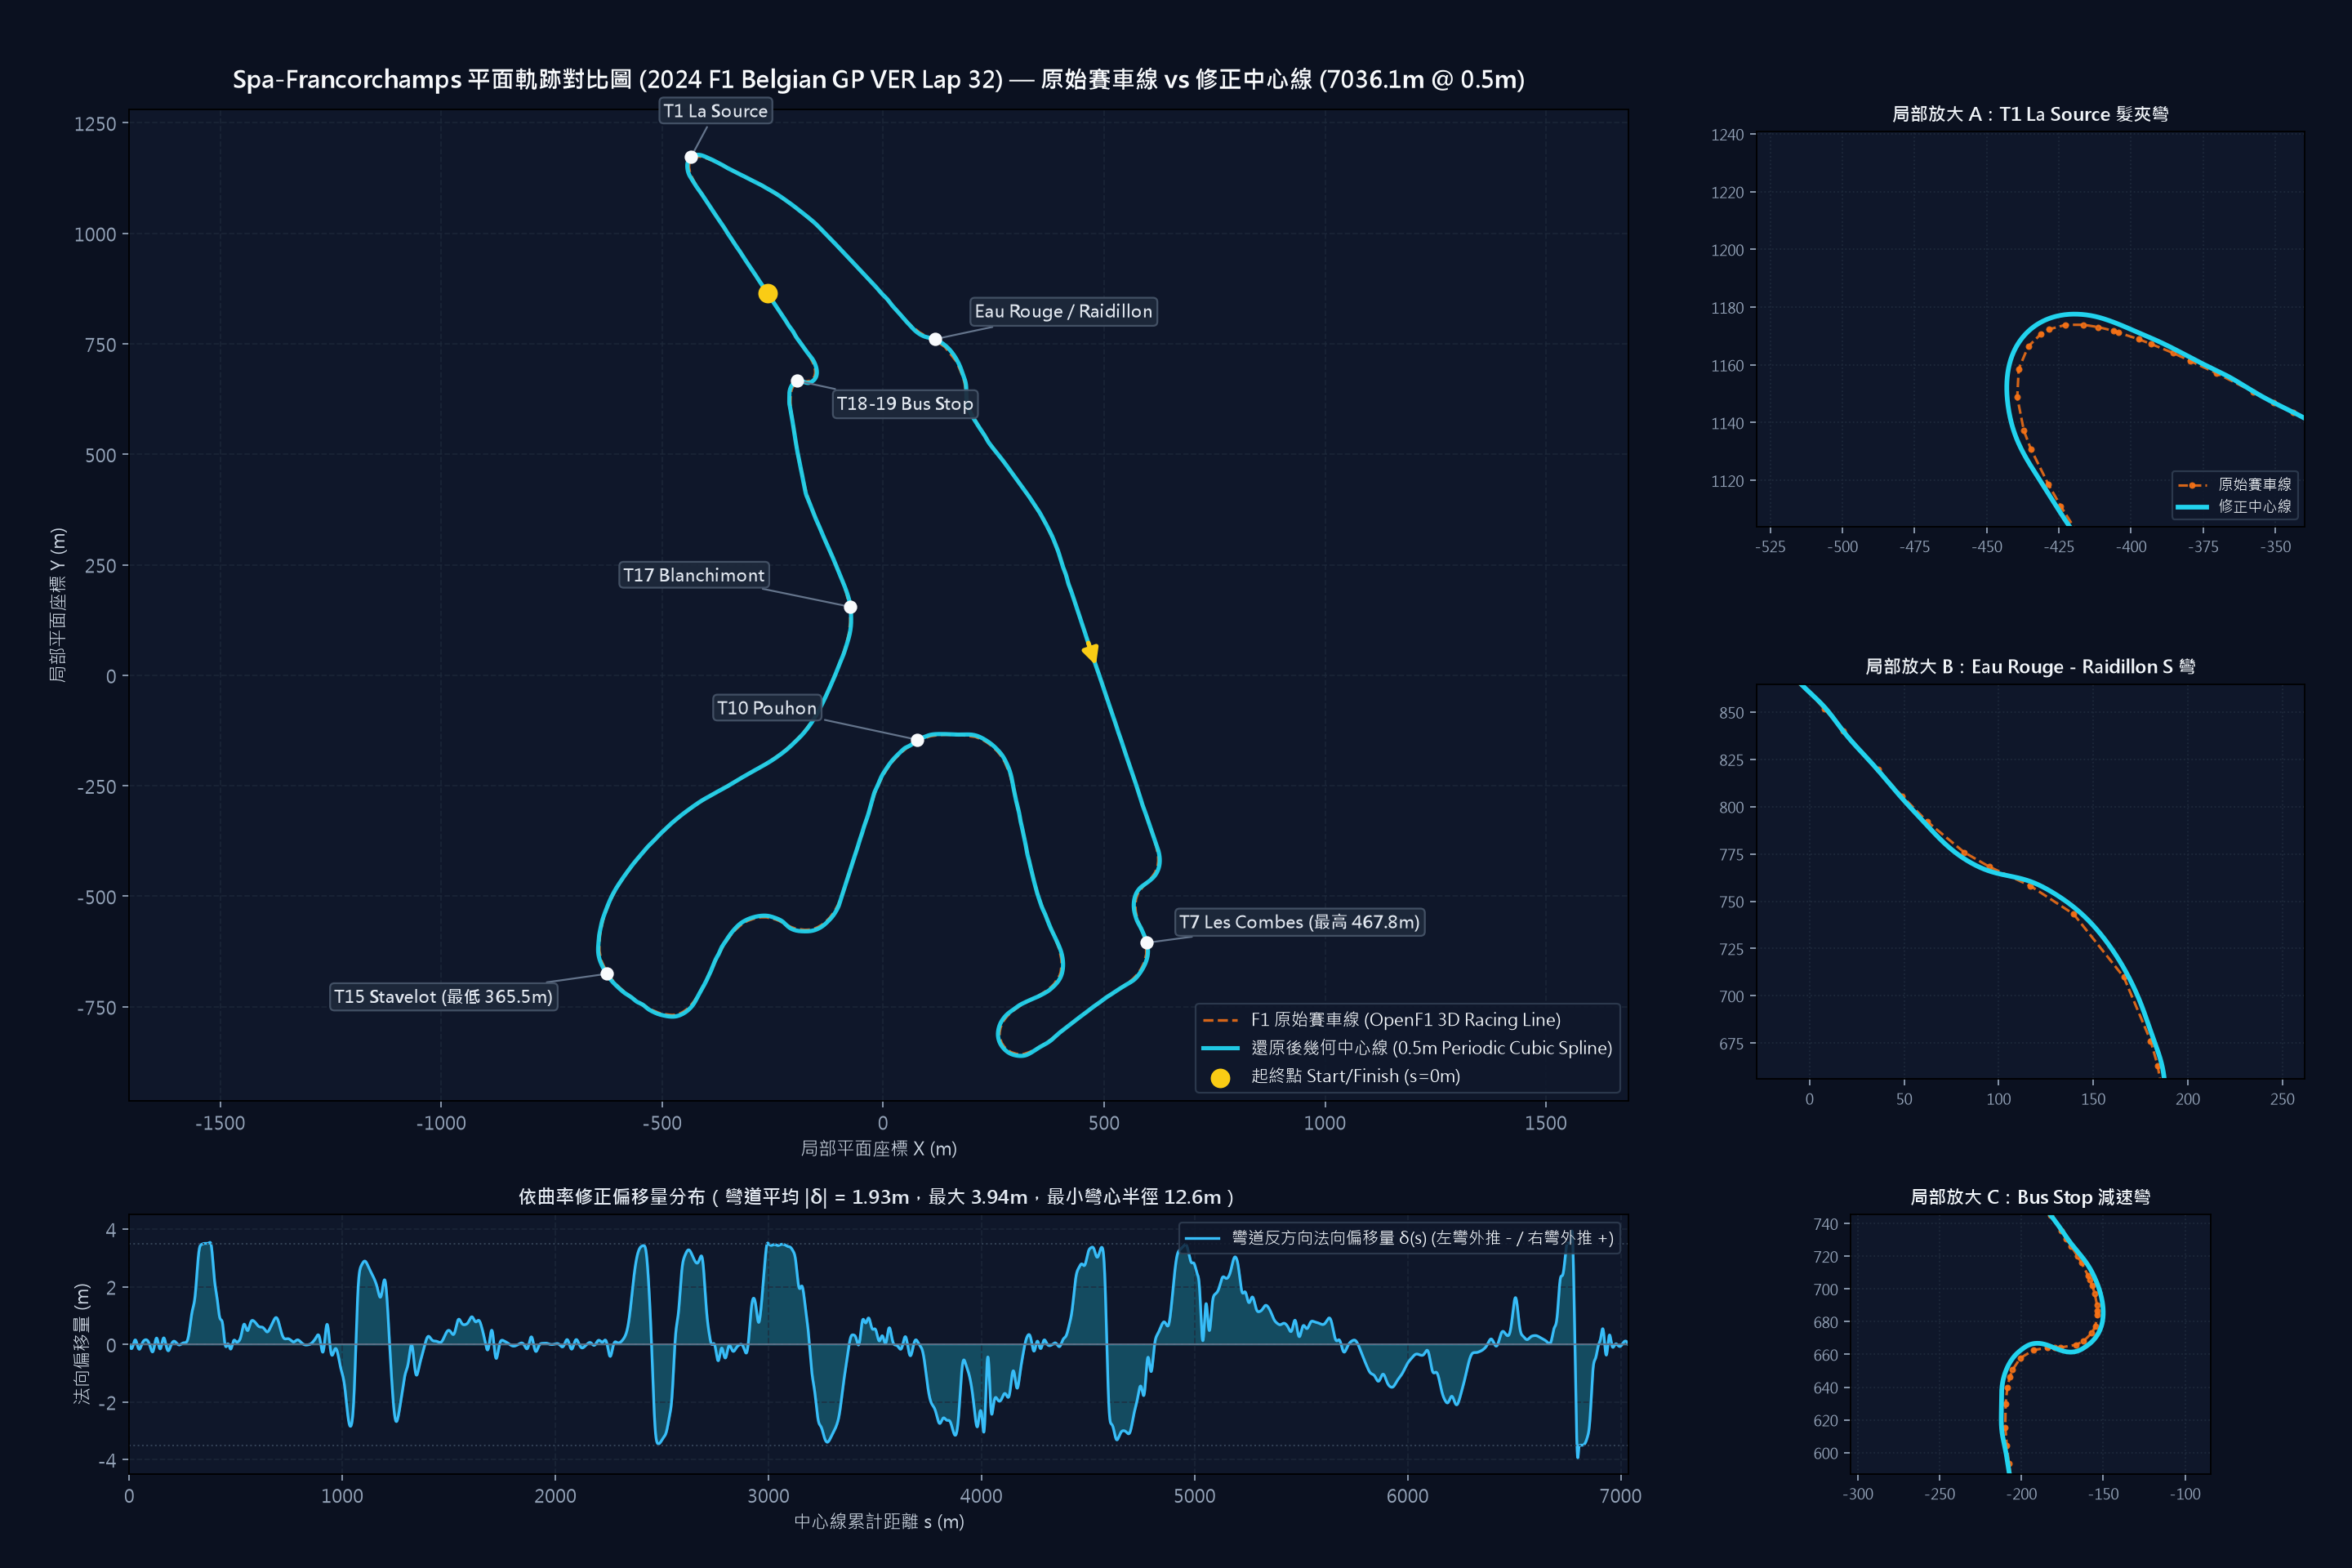 Spa-Francorchamps 平面軌跡對比圖 (2024 F1 Belgian GP VER Lap 32) — 原始賽車線 vs 修正中心線 (7036.1m @ 0.5m)
T1 La Source
Eau Rouge / Raidillon
T18-19 Bus Stop
T17 Blanchimont
T10 Pouhon
T7 Les Combes (最高 467.8m)
T15 Stavelot (最低 365.5m)
F1 原始賽車線 (OpenF1 3D Racing Line)
還原後幾何中心線 (0.5m Periodic Cubic Spline)
起終點 Start/Finish (s=0m)
局部平面座標 Y (m)
1250
1000
750
500
250
0
-250
-500
-750
-1500 -1000 -500 0 500 1000 1500
局部平面座標 X (m)
局部放大 A：T1 La Source 髮夾彎
1240
1220
1200
1180
1160
1140
1120
原始賽車線
修正中心線
-525 -500 -475 -450 -425 -400 -375 -350
局部放大 B：Eau Rouge - Raidillon S 彎
850
825
800
775
750
725
700
675
0 50 100 150 200 250
依曲率修正偏移量分布（彎道平均 |δ| = 1.93m，最大 3.94m，最小彎心半徑 12.6m）
彎道反方向法向偏移量 δ(s) (左彎外推 - / 右彎外推 +)
法向偏移量 (m)
4
2
0
-2
-4
0 1000 2000 3000 4000 5000 6000 7000
中心線累計距離 s (m)
局部放大 C：Bus Stop 減速彎
740
720
700
680
660
640
620
600
-300 -250 -200 -150 -100